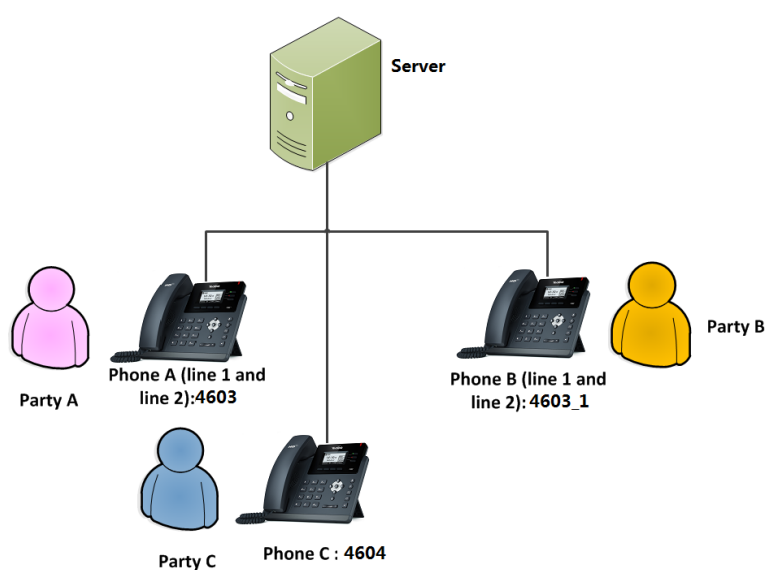 Server
Party A
Phone A (line 1 and
line 2):4603
Phone B (line 1 and
line 2): 4603_1
Party B
Party C
Phone C : 4604